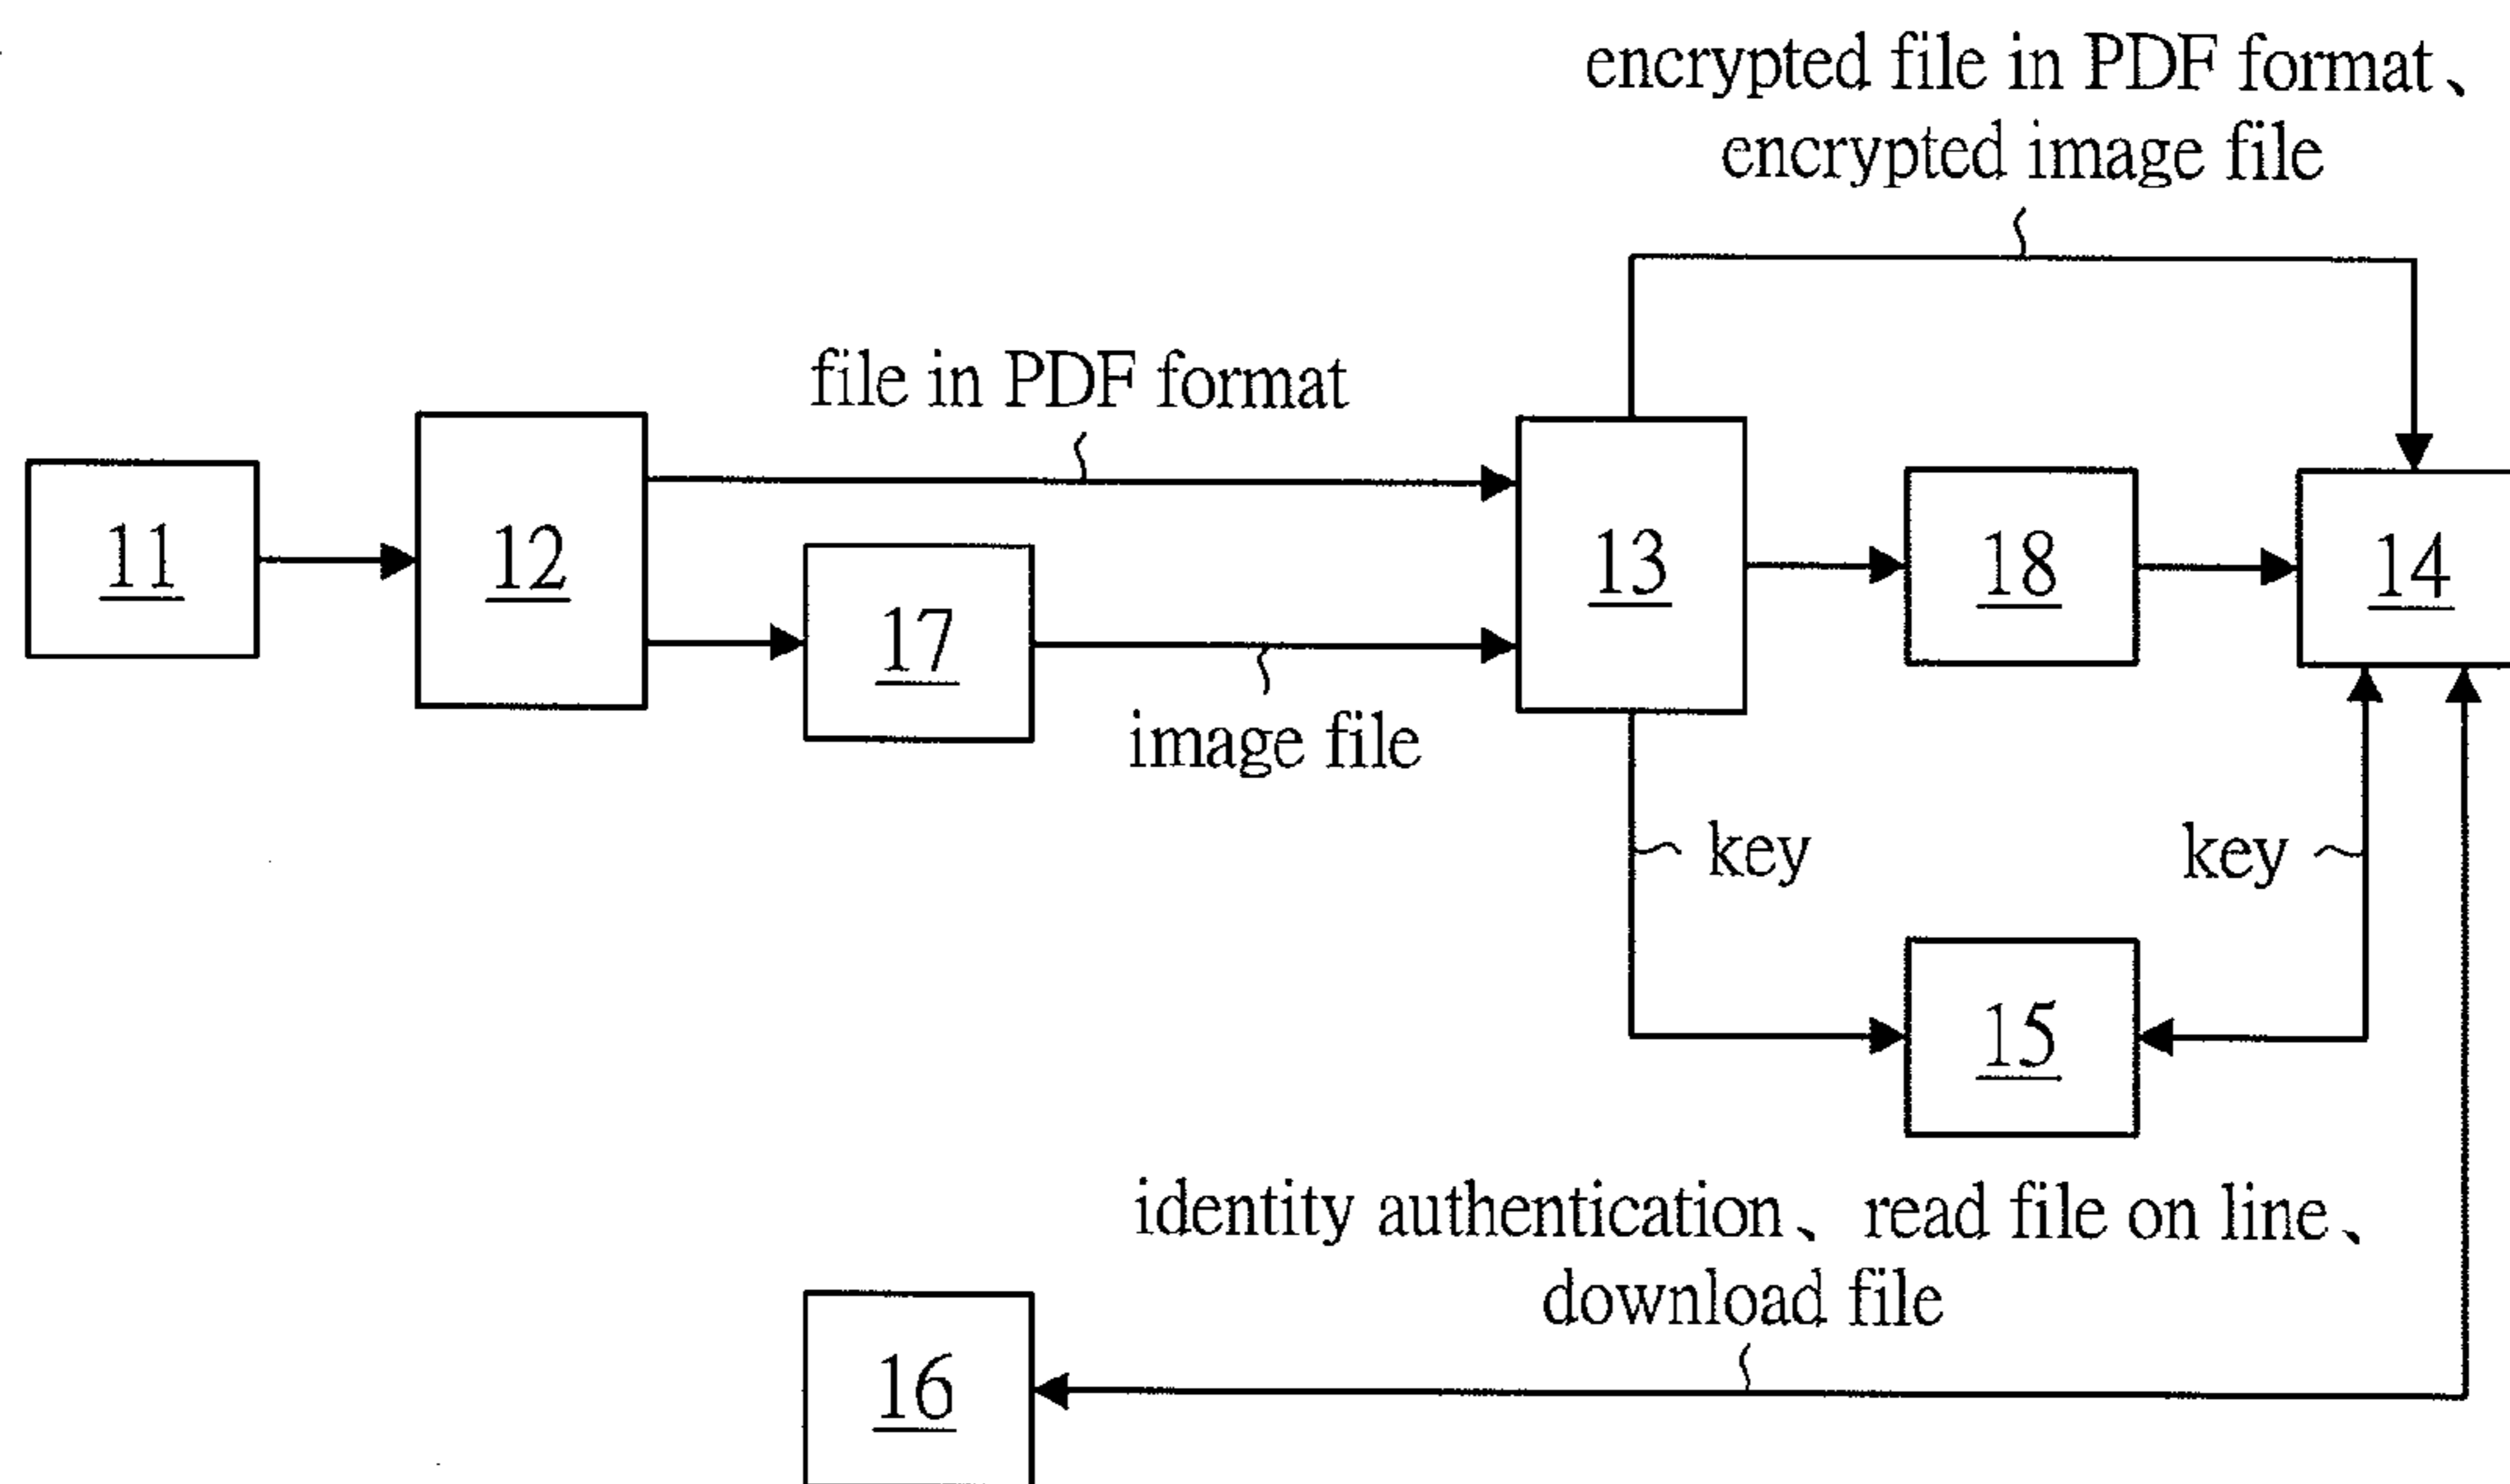 encrypted file in PDF format、
encrypted image file
file in PDF format
11
12
13
18
14
17
image file
key
key
15
identity authentication、read file on line、
download file
16